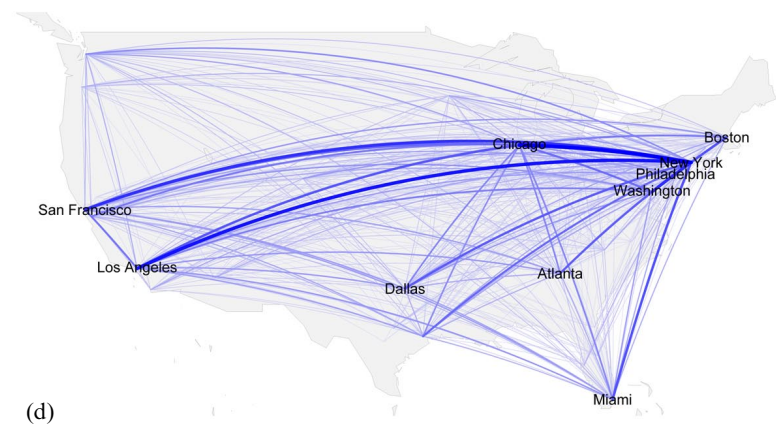 Boston
Chicago
New York
Philadelphia
Washington
San Francisco
Los Angeles
Atlanta
Dallas
Miami
(d)